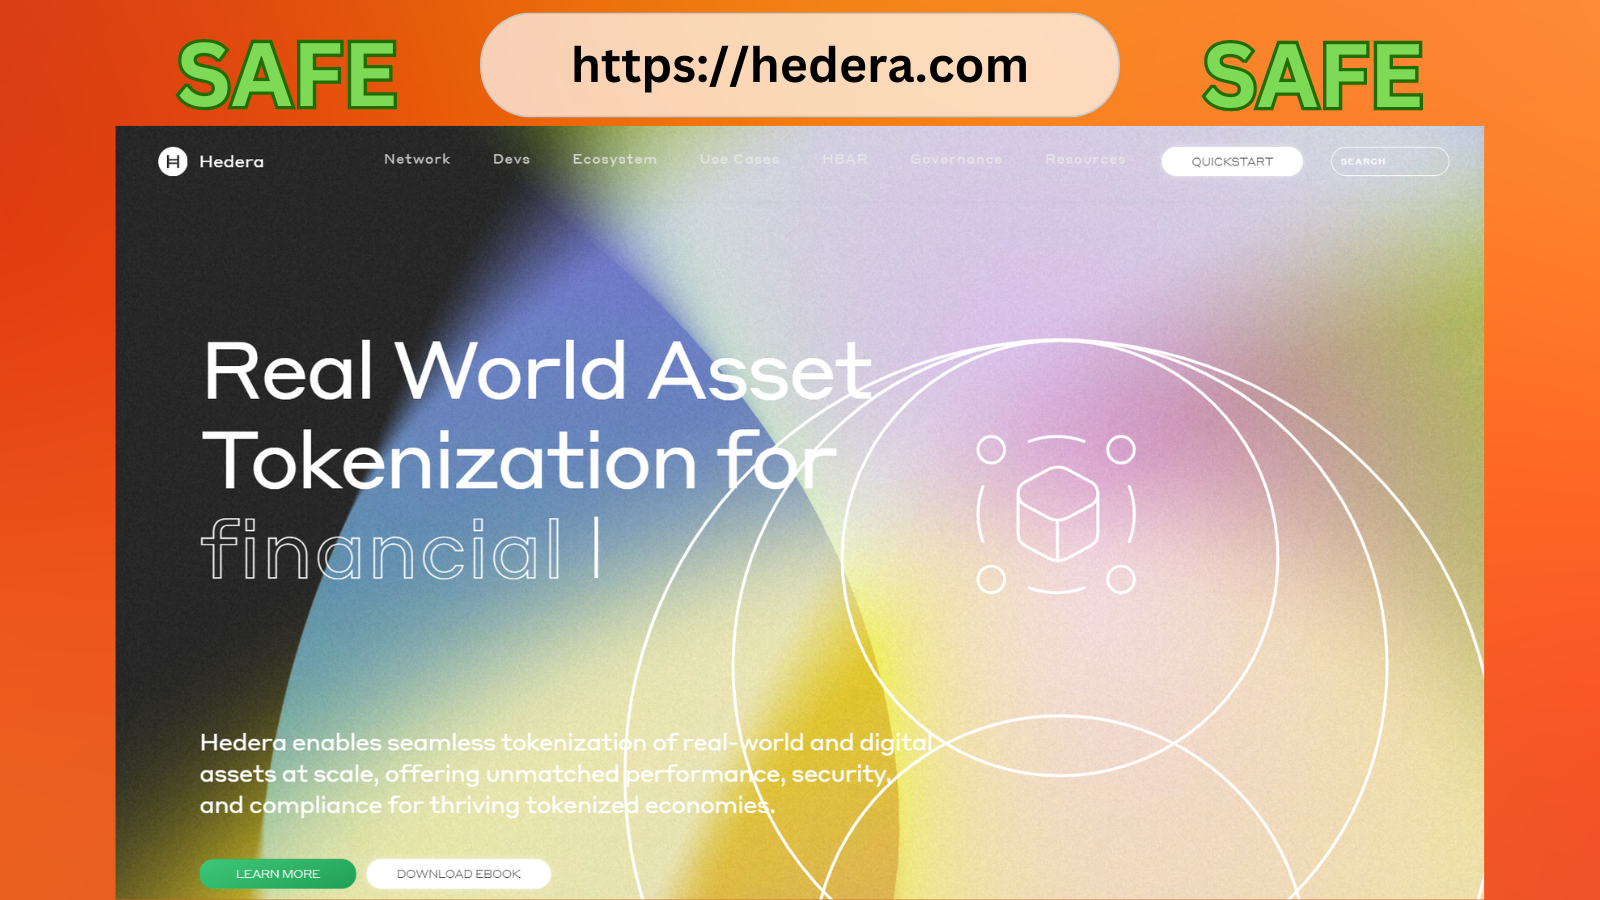 SAFE
https://hedera.com
SAFE
H Hedera
Network Devs Ecosystem Use Cases HBAR Governance Resources QUICKSTART SEARCH
Real World Asset
Tokenization for
financial |
Hedera enables seamless tokenization of real-world and digital
assets at scale, offering unmatched performance, security,
and compliance for thriving tokenized economies.
LEARN MORE DOWNLOAD EBOOK